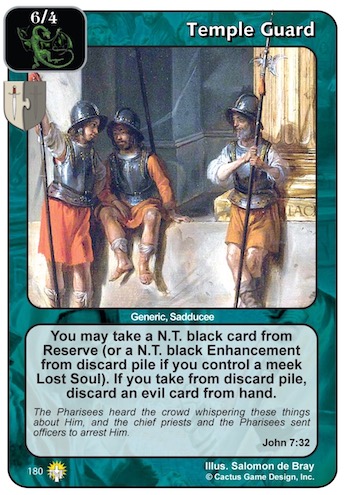 6/4
Temple Guard
Generic, Sadducee
You may take a N.T. black card from
Reserve (or a N.T. black Enhancement
from discard pile if you control a meek
Lost Soul). If you take from discard pile,
discard an evil card from hand.
The Pharisees heard the crowd whispering these things
about Him, and the chief priests and the Pharisees sent
officers to arrest Him.
John 7:32
Illus. Salomon de Bray
180
© Cactus Game Design, Inc.